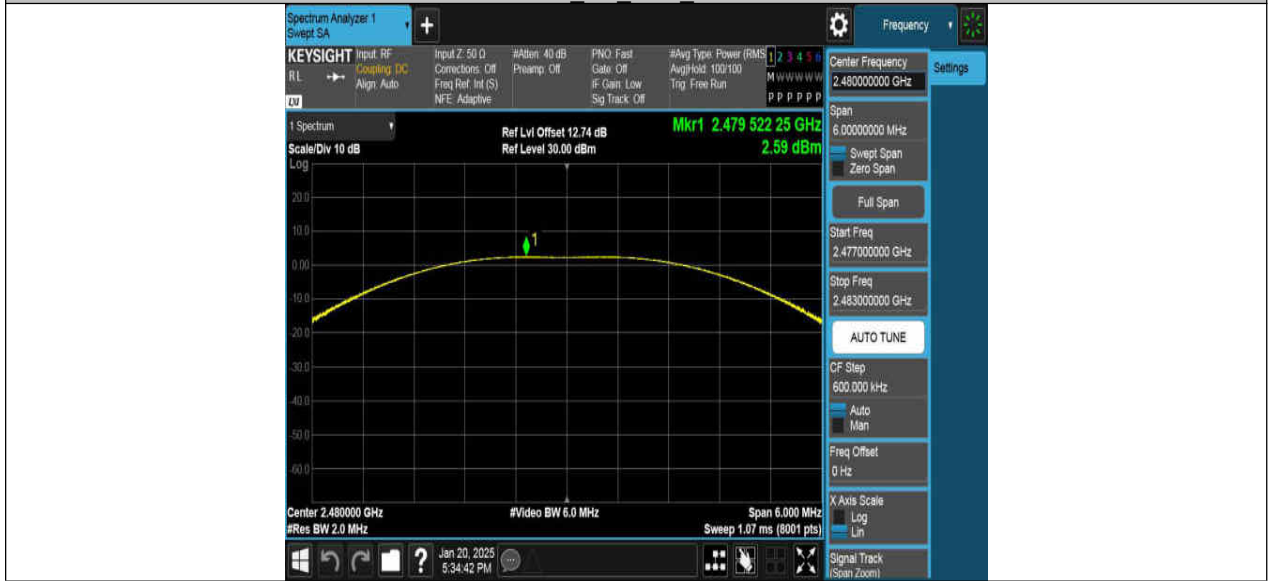 Spectrum Analyzer 1
Swept SA
+
Frequency
KEYSIGHT
RL
LXI
Input: RF
Coupling: DC
Align: Auto
Input Z: 50 Ω
Corrections: Off
Freq Ref: Int (S)
NFE: Adaptive
#Atten: 40 dB
Preamp: Off
PNO: Fast
Gate: Off
IF Gain: Low
Sig Track: Off
#Avg Type: Power (RMS
Avg|Hold: 100/100
Trig: Free Run
1 2 3 4 5 6
M W W W W W
P P P P P P
Center Frequency
2.480000000 GHz
Settings
Span
6.00000000 MHz
Swept Span
Zero Span
Full Span
Start Freq
2.477000000 GHz
Stop Freq
2.483000000 GHz
AUTO TUNE
CF Step
600.000 kHz
Auto
Man
Freq Offset
0 Hz
X Axis Scale
Log
Lin
Signal Track
(Span Zoom)
1 Spectrum
Scale/Div 10 dB
Log
Ref Lvl Offset 12.74 dB
Ref Level 30.00 dBm
Mkr1 2.479 522 25 GHz
2.59 dBm
20.0
10.0
1
0.00
-10.0
-20.0
-30.0
-40.0
-50.0
-60.0
Center 2.480000 GHz
#Video BW 6.0 MHz
Span 6.000 MHz
#Res BW 2.0 MHz
Sweep 1.07 ms (8001 pts)
?
Jan 20, 2025
5:34:42 PM